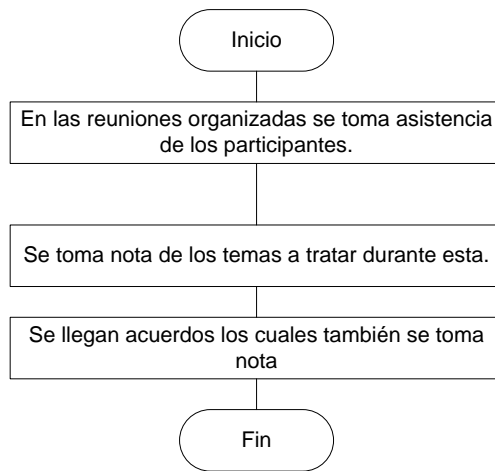 Inicio
En las reuniones organizadas se toma asistencia
de los participantes.
Se toma nota de los temas a tratar durante esta.
Se llegan acuerdos los cuales también se toma
nota
Fin